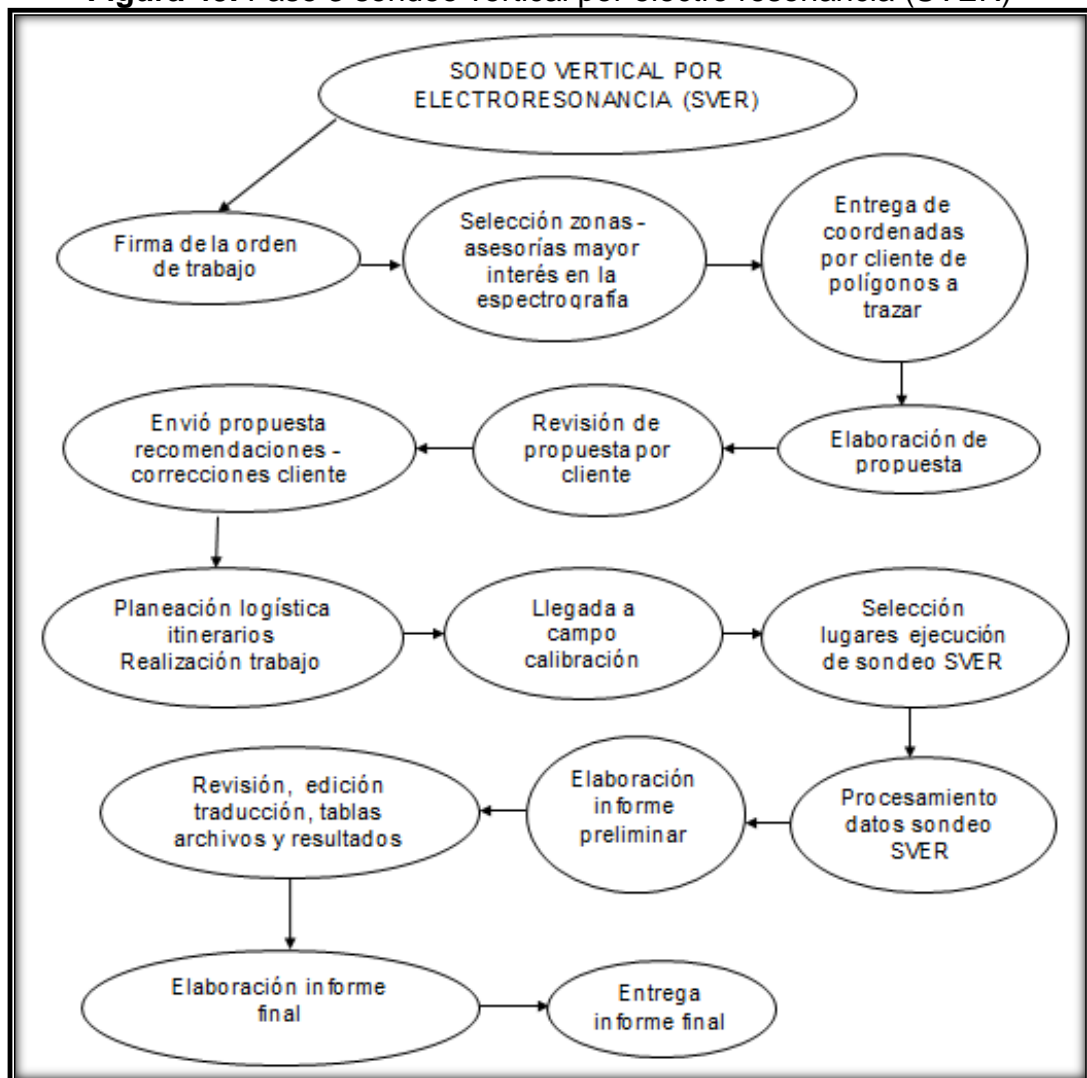 SONDEO VERTICAL POR
ELECTRORESONANCIA (SVER)
Firma de la orden
de trabajo
Selección zonas -
asesorías mayor
interés en la
espectrografía
Entrega de
coordenadas
por cliente de
polígonos a
trazar
Elaboración de
propuesta
Revisión de
propuesta por
cliente
Envió propuesta
recomendaciones -
correcciones cliente
Planeación logística
itinerarios
Realización trabajo
Llegada a
campo
calibración
Selección
lugares ejecución
de sondeo SVER
Procesamiento
datos sondeo
SVER
Elaboración
informe
preliminar
Revisión, edición
traducción, tablas
archivos y resultados
Elaboración informe
final
Entrega
informe final